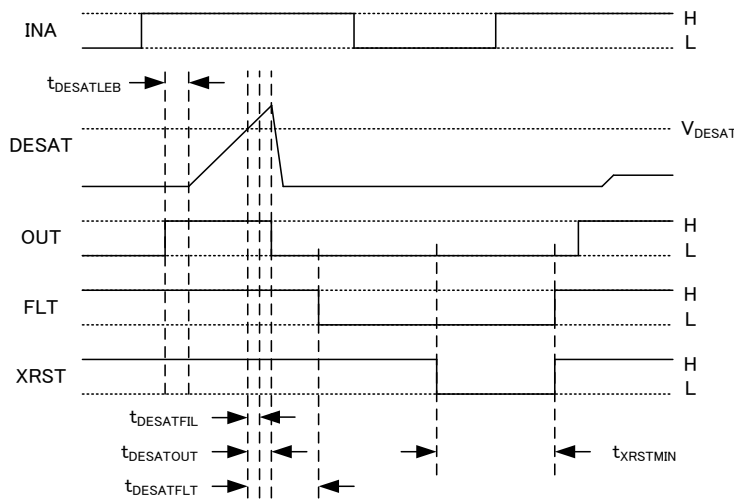 INA
H
L
tDESATLEB
VDESAT
DESAT
OUT
H
L
FLT
H
L
XRST
H
L
tDESATFIL
tDESATOUT
tXRSTMIN
tDESATFLT